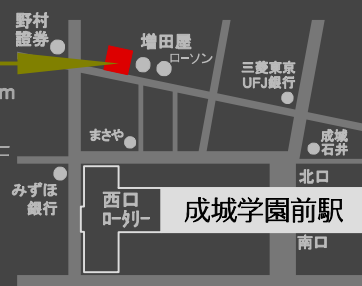 野村
證券
増田屋
ローソン
三菱東京
UFJ銀行
m
まさや
成城
石井
みずほ
銀行
西口
ロータリー
北口
成城学園前駅
南口